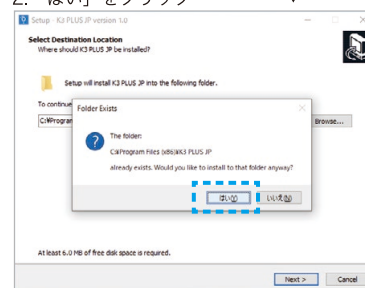 2. 「はい」をクリック
Setup - K3 PLUS JP version 1.0
Select Destination Location
Where should K3 PLUS JP be installed?
Setup will install K3 PLUS JP into the following folder.
To continue
C:¥Program
Browse...
Folder Exists
The folder:
C:¥Program Files (x86)¥K3 PLUS JP
already exists. Would you like to install to that folder anyway?
はい(Y)
いいえ(N)
At least 6.0 MB of free disk space is required.
Next >
Cancel